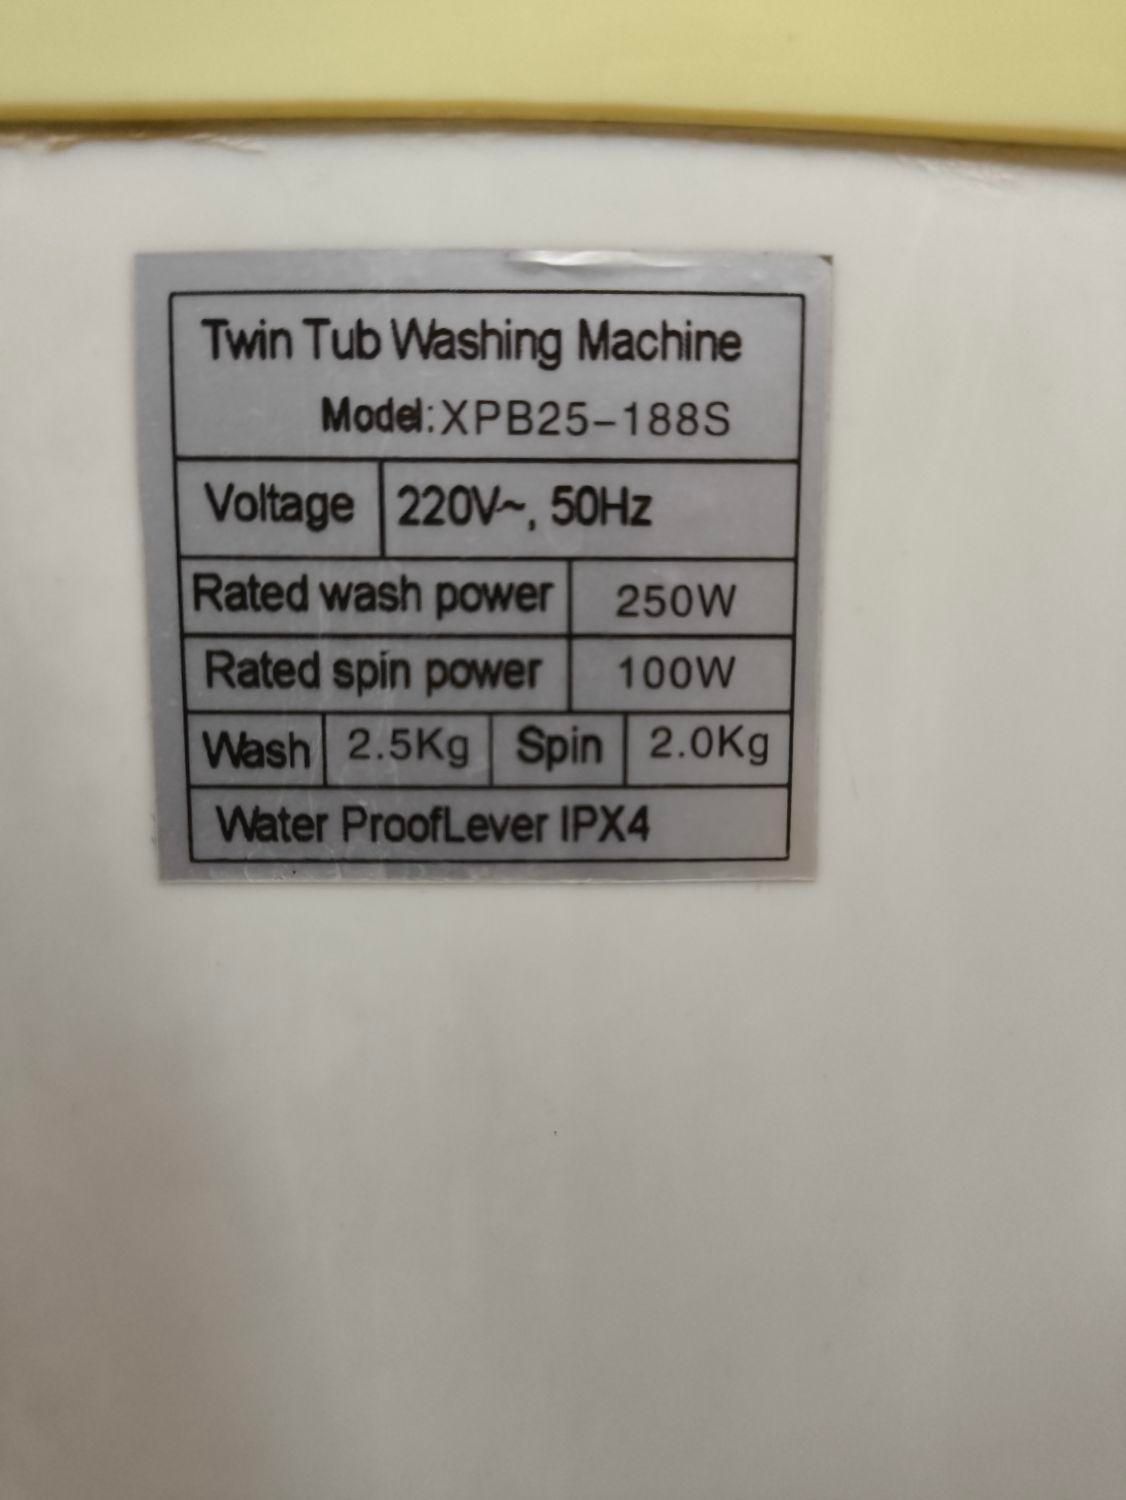 Twin Tub Washing Machine
Model:XPB25-188S
Voltage 220V~, 50Hz
Rated wash power 250W
Rated spin power 100W
Wash 2.5Kg Spin 2.0Kg
Water ProofLever IPX4